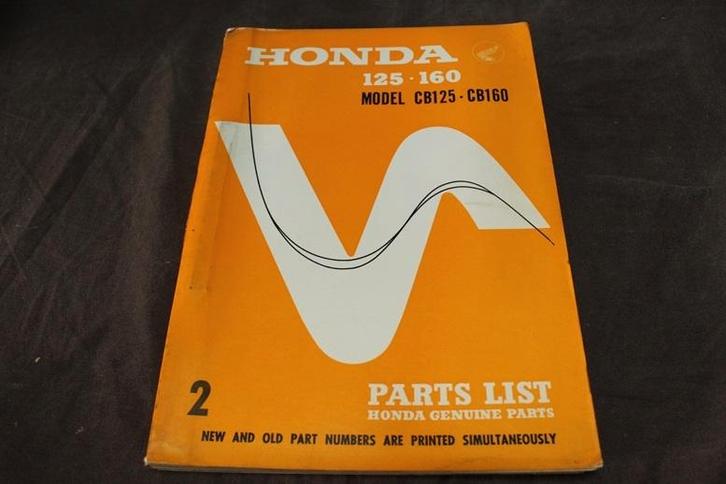 HONDA
125 · 160
MODEL CB125 · CB160
2
PARTS LIST
HONDA GENUINE PARTS
NEW AND OLD PART NUMBERS ARE PRINTED SIMULTANEOUSLY